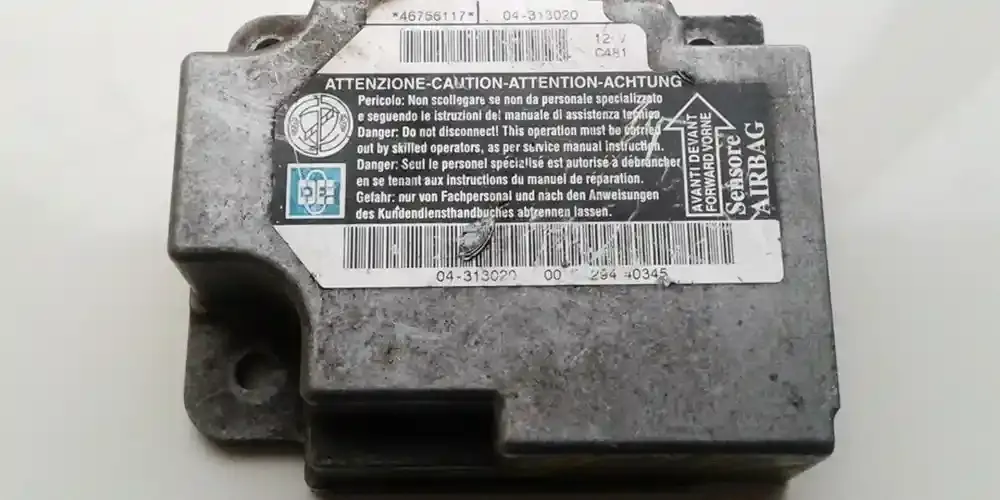 *46756117* 04-313020
C481
ATTENZIONE-CAUTION-ATTENTION-ACHTUNG
Pericolo: Non scollegare se non da personale specializzato
e seguendo le istruzioni del manuale di assistenza tecnica
Danger: Do not disconnect! This operation must be carried
out by skilled operators, as per service manual instruction.
Danger: Seul le personel spécialisé est autorisé à débrancher
en se tenant aux instructions du manuel de réparation.
Gefahr: nur von Fachpersonal und nach den Anweisungen
des Kundendiensthandbuches abtrennen lassen.
AVANTI DEVANT
FORWARD VORNE
Sensore
AIRBAG
04-313020 00 294 40345